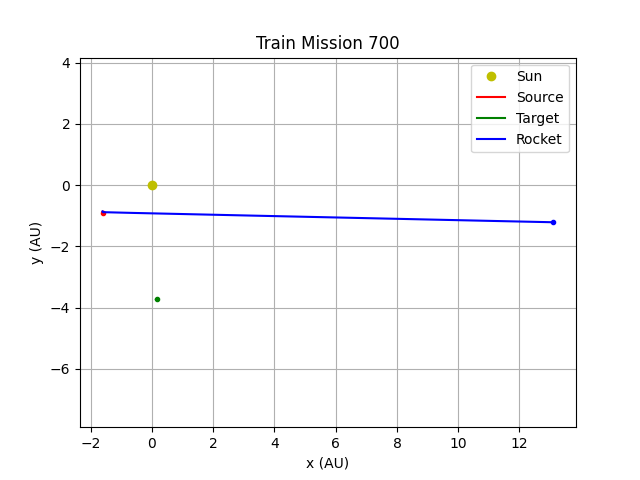 Train Mission 700
Sun
Source
Target
Rocket
4
2
0
−2
−4
−6
y (AU)
−2
0
2
4
6
8
10
12
x (AU)